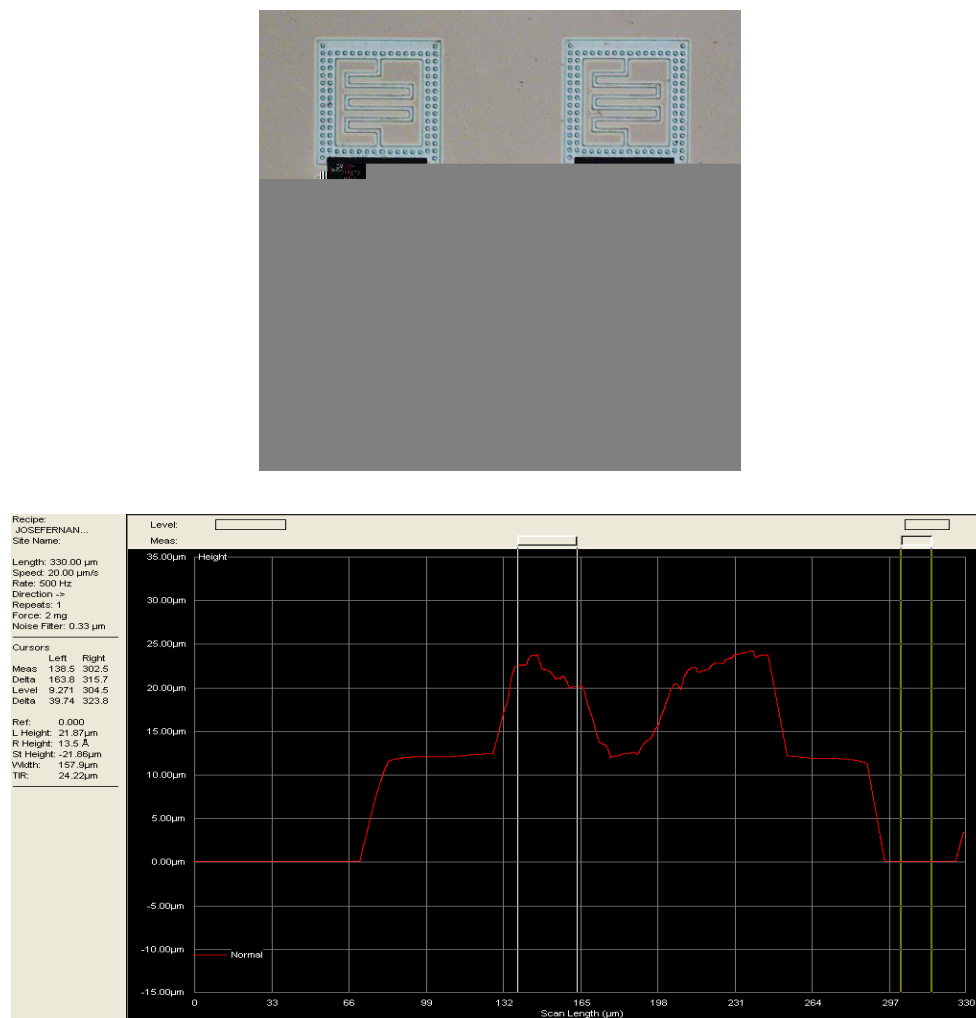 Recipe:
JOSEFERNAN...
Site Name:
Length: 330.00 µm
Speed: 20.00 µm/s
Rate: 500 Hz
Direction ->
Repeats: 1
Force: 2 mg
Noise Filter: 0.33 µm
Cursors
Left Right
Meas 138.5 302.5
Delta 163.8 315.7
Level 9.271 304.5
Delta 39.74 323.8
Ref: 0.000
L Height: 21.87µm
R Height: 13.5 Å
St Height: -21.86µm
Width: 157.9µm
TIR: 24.22µm
Level:
Meas:
Height
35.00µm
30.00µm
25.00µm
20.00µm
15.00µm
10.00µm
5.00µm
0.00µm
-5.00µm
-10.00µm
-15.00µm
Normal
0 33 66 99 132 165 198 231 264 297 330
Scan Length (µm)